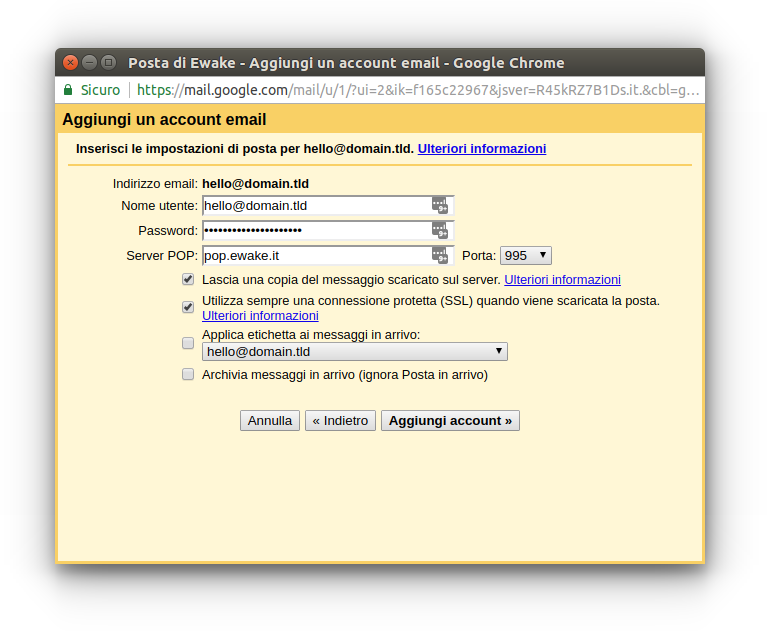 Posta di Ewake - Aggiungi un account email - Google Chrome
Sicuro https://mail.google.com/mail/u/1/?ui=2&ik=f165c22967&jsver=R45kRZ7B1Ds.it.&cbl=g...
Aggiungi un account email
Inserisci le impostazioni di posta per hello@domain.tld. Ulteriori informazioni
Indirizzo email: hello@domain.tld
Nome utente: hello@domain.tld 9+
Password: ••••••••••••••••••••• 9+
Server POP: pop.ewake.it 9+ Porta: 995
Lascia una copia del messaggio scaricato sul server. Ulteriori informazioni
Utilizza sempre una connessione protetta (SSL) quando viene scaricata la posta.
Ulteriori informazioni
Applica etichetta ai messaggi in arrivo:
hello@domain.tld
Archivia messaggi in arrivo (ignora Posta in arrivo)
Annulla « Indietro Aggiungi account »